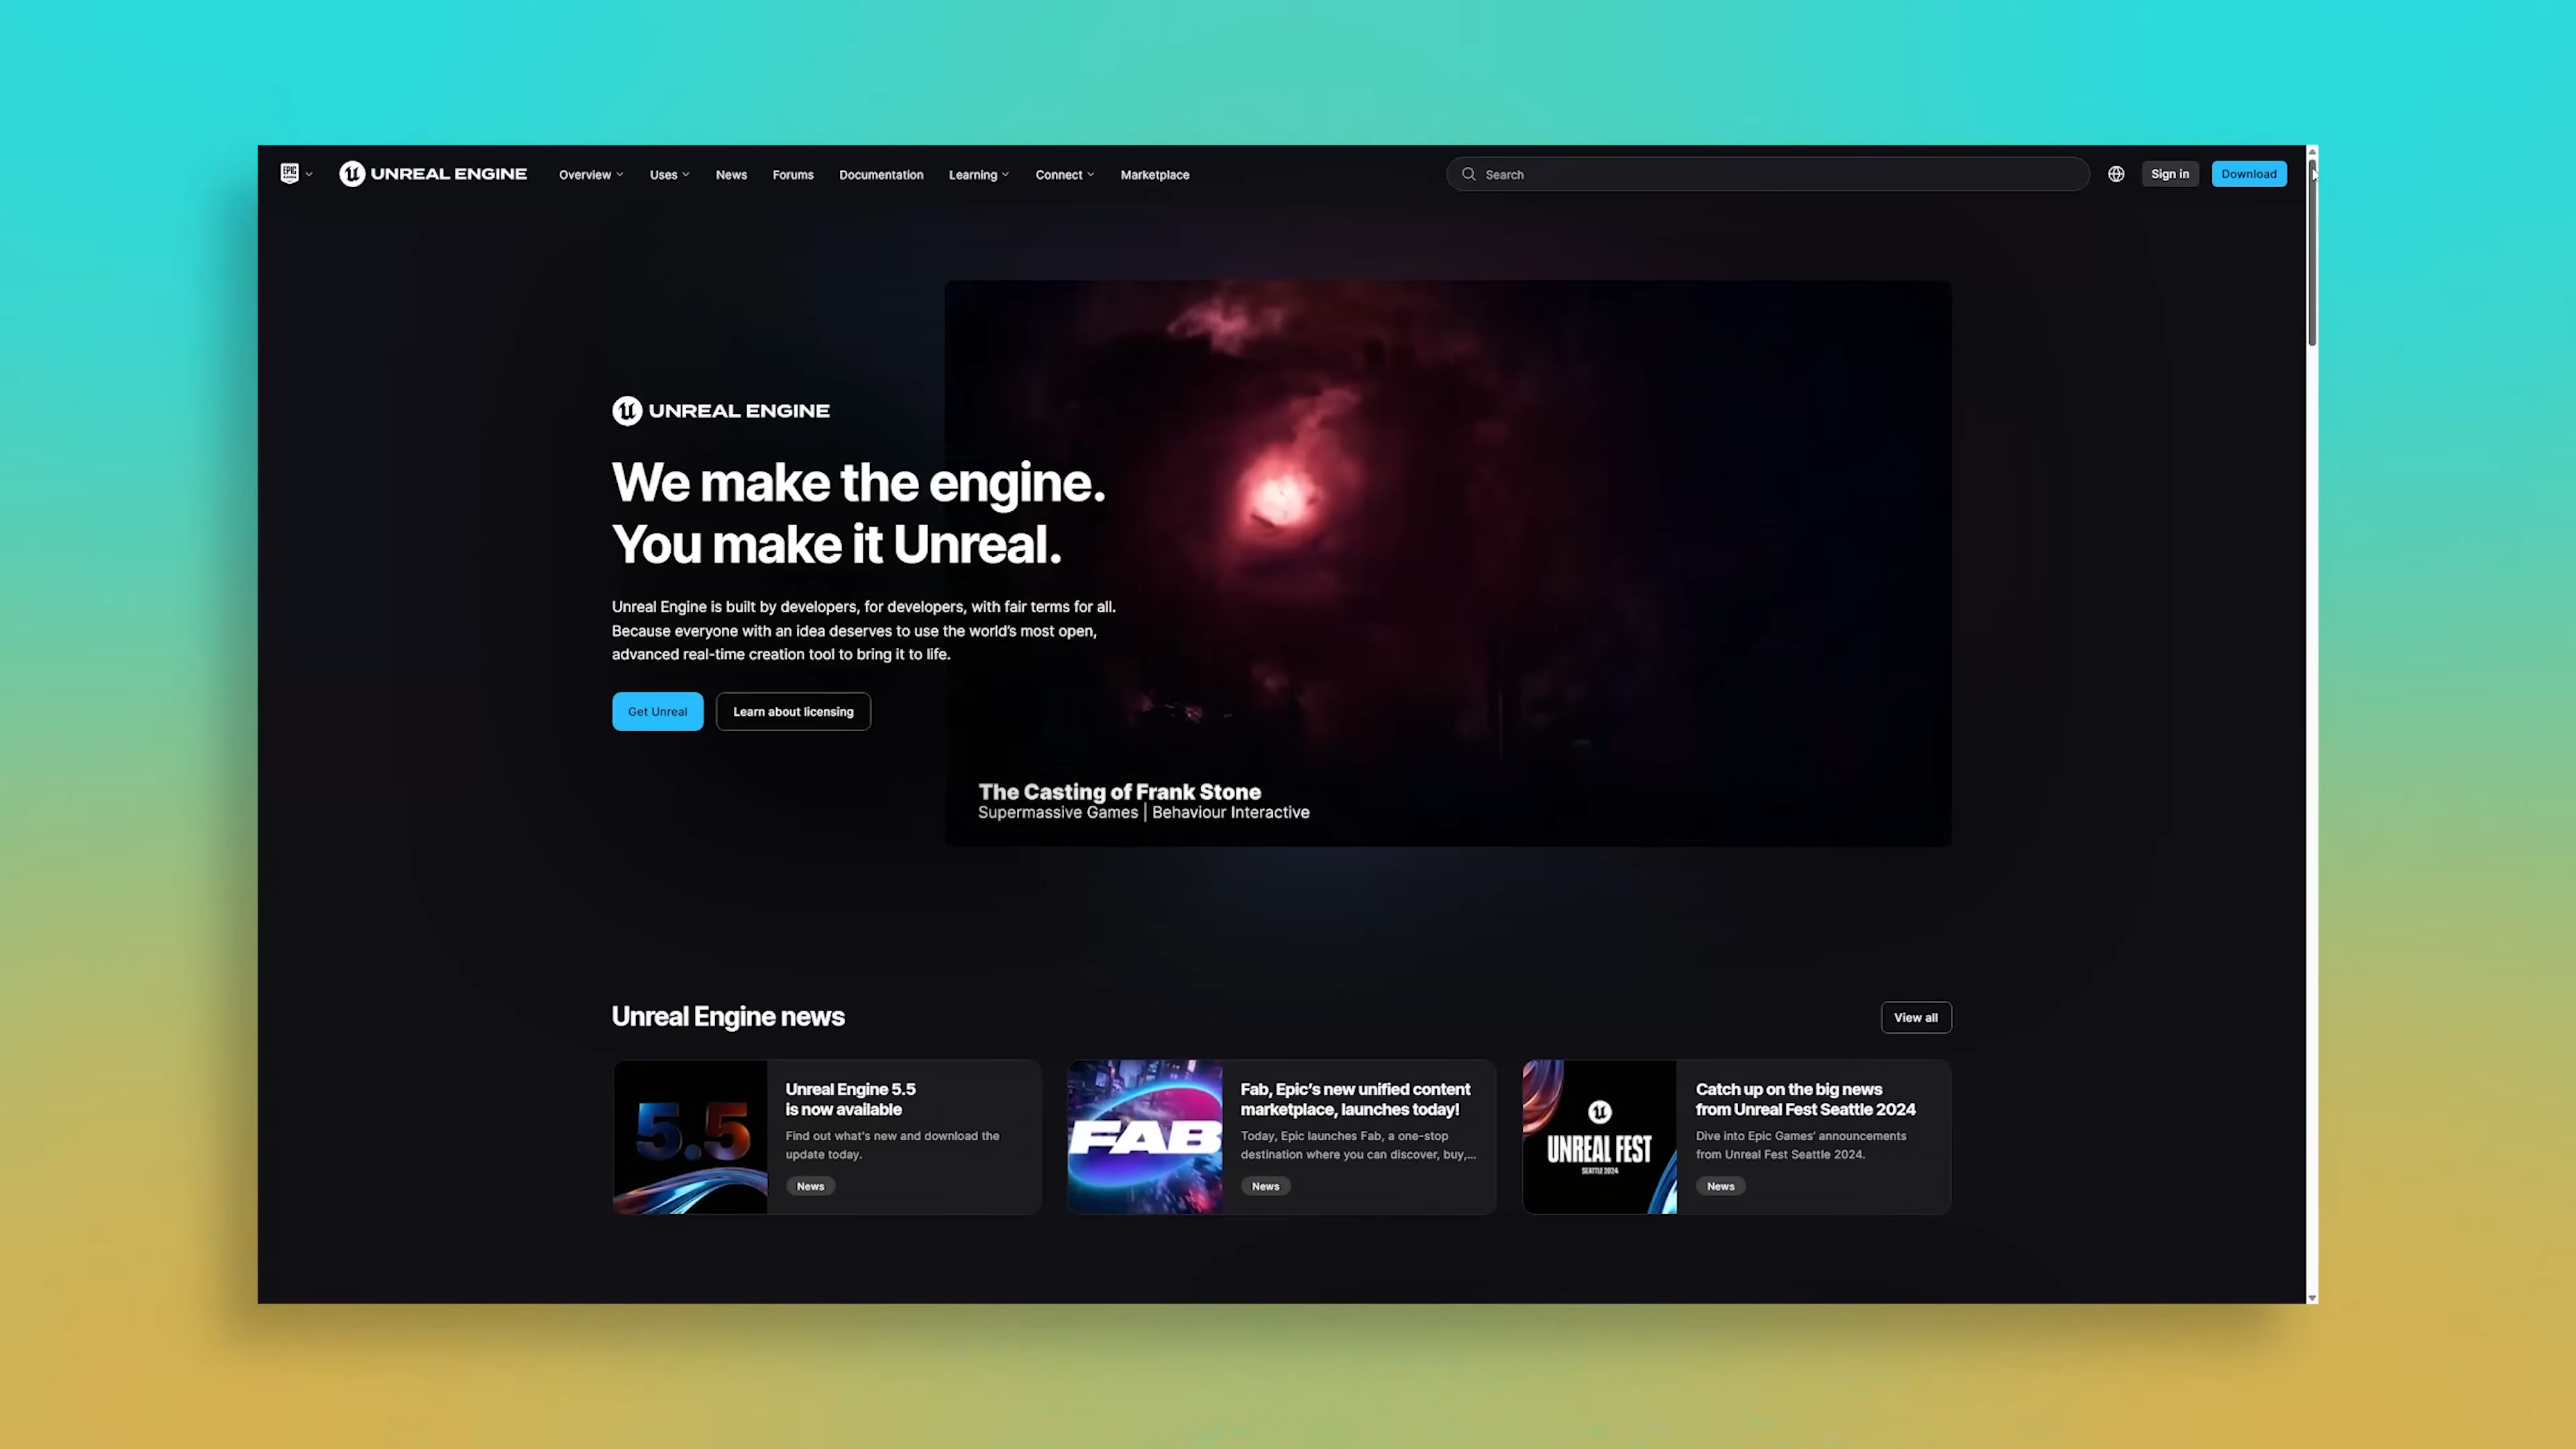 EPIC GAMES
UNREAL ENGINE
Overview
Uses
News
Forums
Documentation
Learning
Connect
Marketplace
Search
Sign in
Download
UNREAL ENGINE
We make the engine.
You make it Unreal.
Unreal Engine is built by developers, for developers, with fair terms for all.
Because everyone with an idea deserves to use the world's most open,
advanced real-time creation tool to bring it to life.
Get Unreal
Learn about licensing
The Casting of Frank Stone
Supermassive Games | Behaviour Interactive
Unreal Engine news
View all
5.5
Unreal Engine 5.5
is now available
Find out what's new and download the
update today.
News
FAB
Fab, Epic's new unified content
marketplace, launches today!
Today, Epic launches Fab, a one-stop
destination where you can discover, buy,...
News
UNREAL FEST
SEATTLE 2024
Catch up on the big news
from Unreal Fest Seattle 2024
Dive into Epic Games' announcements
from Unreal Fest Seattle 2024.
News